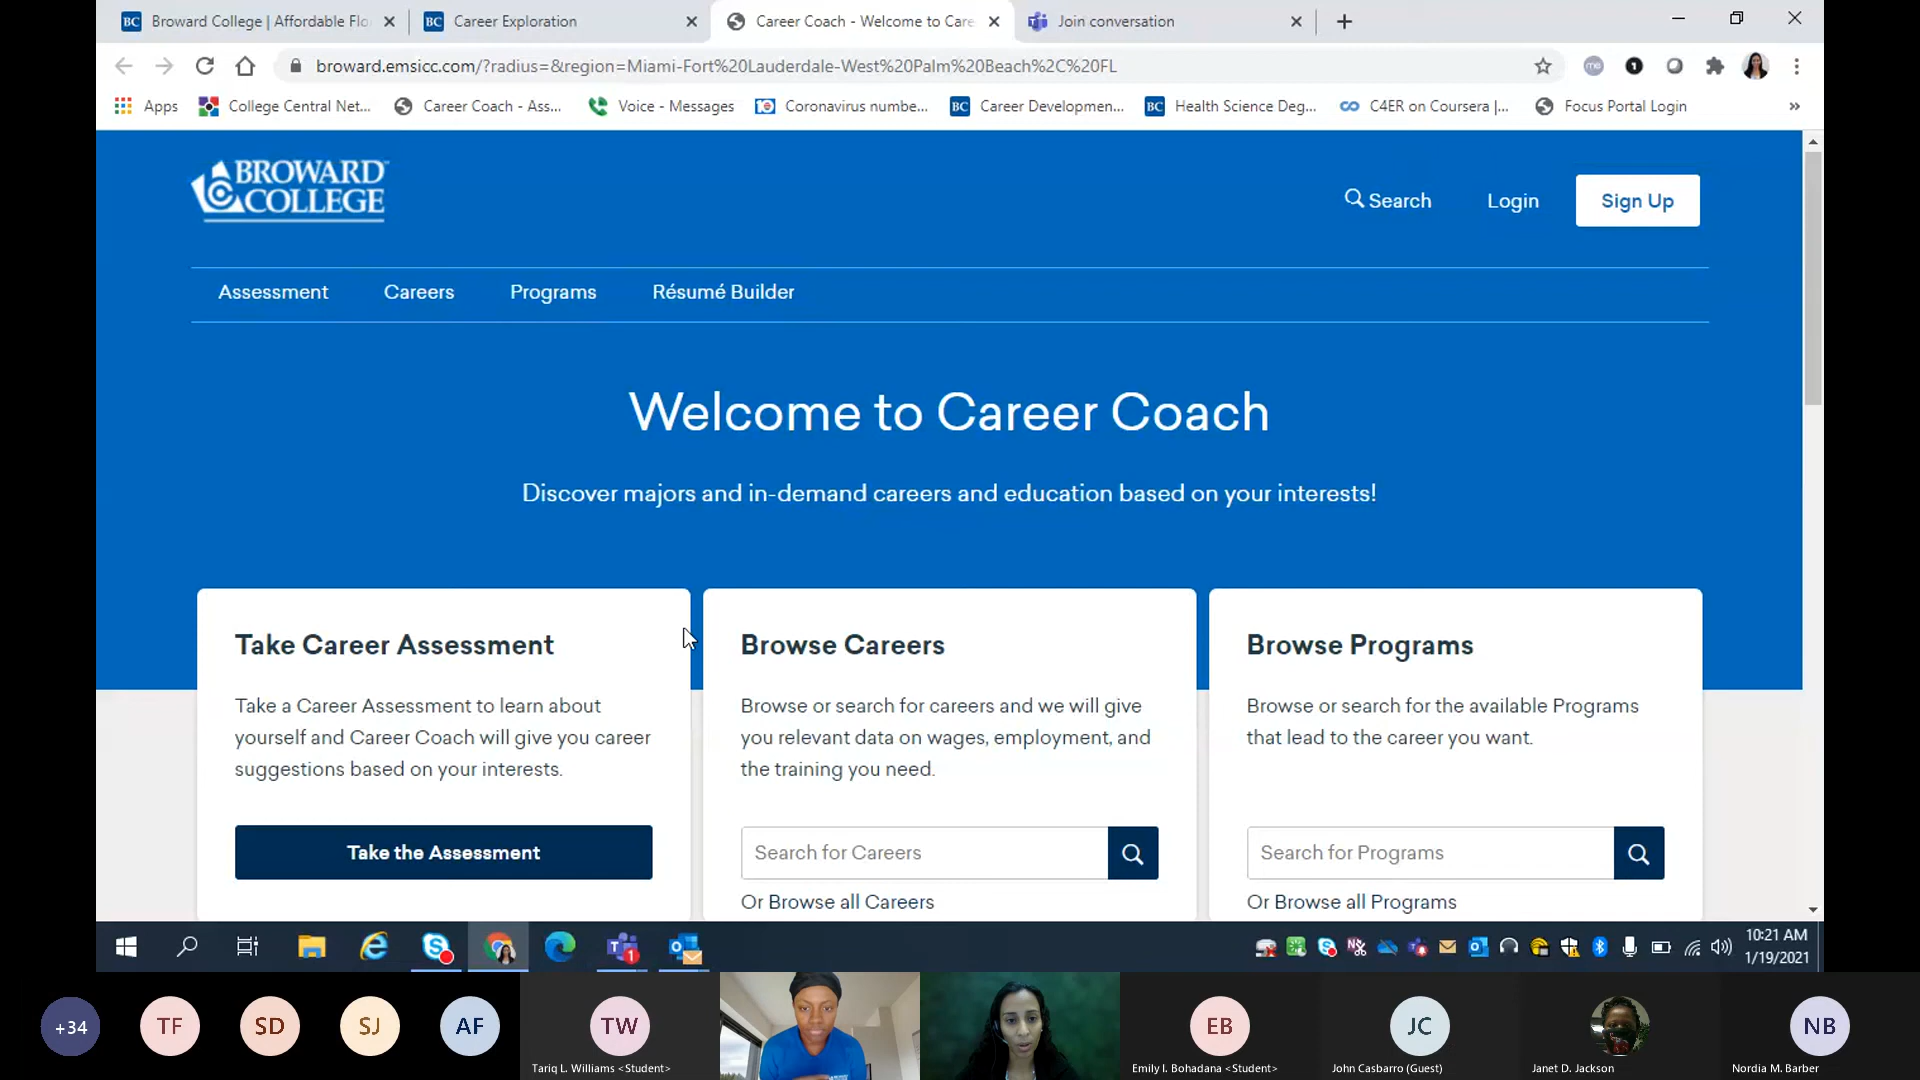 Broward College | Affordable Flo
Career Exploration
Career Coach - Welcome to Care
Join conversation
broward.emsicc.com/?radius=&region=Miami-Fort%20Lauderdale-West%20Palm%20Beach%2C%20FL
Apps
College Central Net...
Career Coach - Ass...
Voice - Messages
Coronavirus numbe...
Career Developmen...
Health Science Deg...
C4ER on Coursera |...
Focus Portal Login
BROWARD
COLLEGE
Search
Login
Sign Up
Assessment
Careers
Programs
Résumé Builder
Welcome to Career Coach
Discover majors and in-demand careers and education based on your interests!
Take Career Assessment
Take a Career Assessment to learn about
yourself and Career Coach will give you career
suggestions based on your interests.
Take the Assessment
Browse Careers
Browse or search for careers and we will give
you relevant data on wages, employment, and
the training you need.
Search for Careers
Or Browse all Careers
Browse Programs
Browse or search for the available Programs
that lead to the career you want.
Search for Programs
Or Browse all Programs
10:21 AM
1/19/2021
+34
TF
SD
SJ
AF
TW
Tariq L. Williams <Student>
EB
Emily I. Bohadana <Student>
JC
John Casbarro (Guest)
Janet D. Jackson
NB
Nordia M. Barber